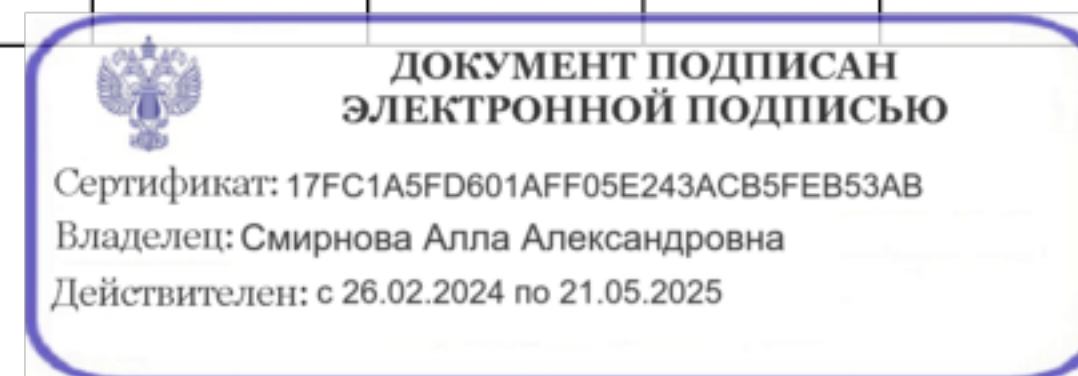 ДОКУМЕНТ ПОДПИСАН
ЭЛЕКТРОННОЙ ПОДПИСЬЮ
Сертификат: 17FC1A5FD601AFF05E243ACB5FEB53AB
Владелец: Смирнова Алла Александровна
Действителен: с 26.02.2024 по 21.05.2025